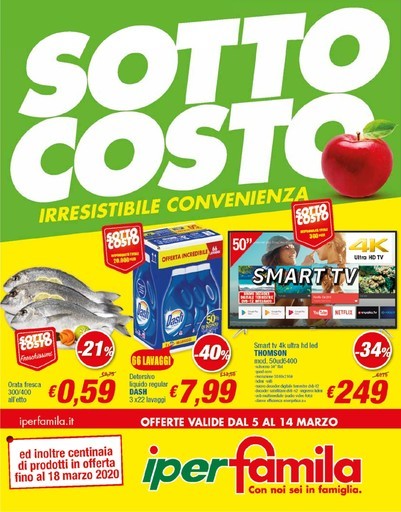 SOTTO
COSTO
IRRESISTIBILE CONVENIENZA
SOTTO
COSTO
SOTTO
COSTO
50"
4K
Ultra HD TV
SMART TV
OFFERTA INCREDIBILE
Dash
YouTube
NETFLIX
SOTTO
COSTO
Freschissimo!
-21%
66 LAVAGGI
-40%
-34%
Orata fresca
300/400
all'etto
€0,59
Detersivo
liquido regular
DASH
3x22 lavaggi
€7,99
Smart tv 4k ultra hd led
THOMSON
mod. 50ud6400
€249
iperfamila.it
OFFERTE VALIDE DAL 5 AL 14 MARZO
ed inoltre centinaia
di prodotti in offerta
fino al 18 marzo 2020
iperfamila
Con noi sei in famiglia.